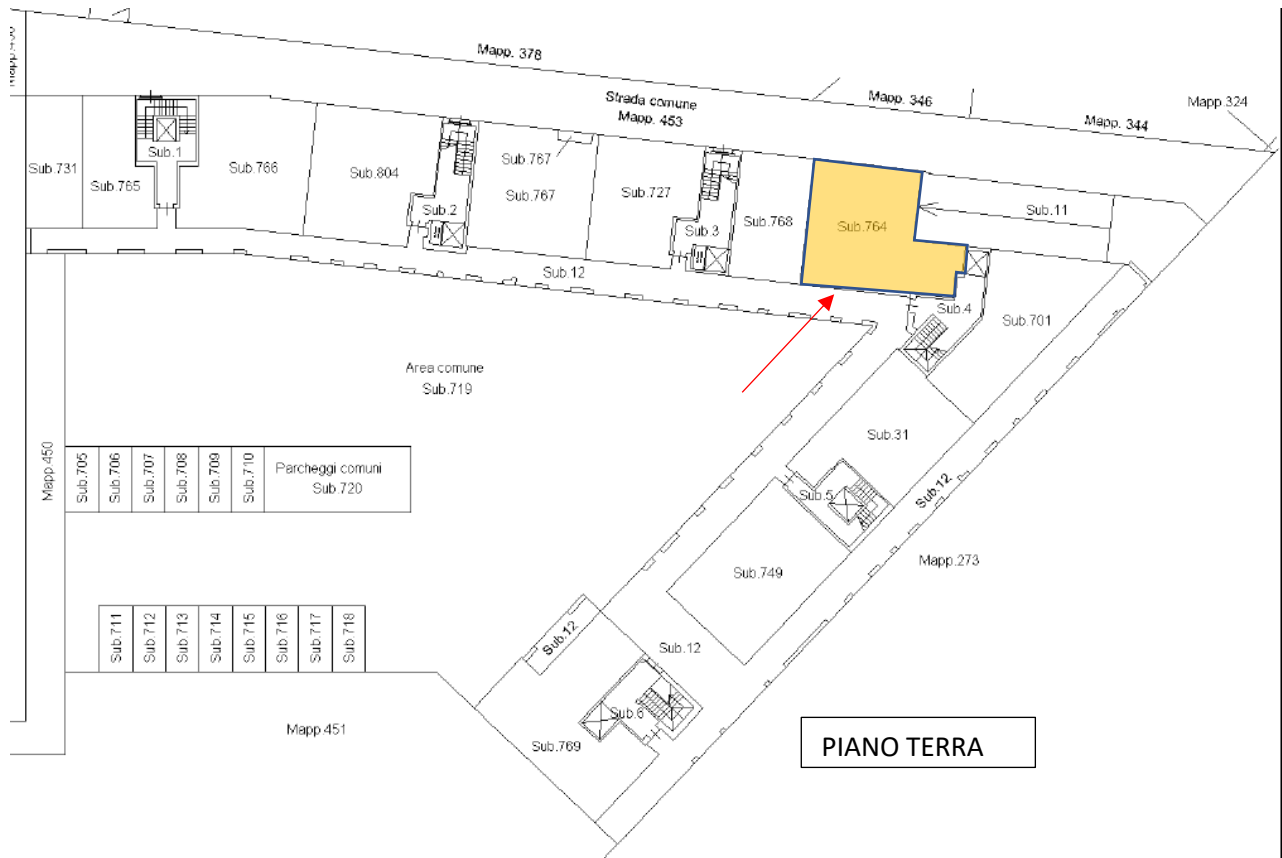 Mapp. 378
Mapp. 346
Mapp 324
Strada comune
Mapp. 453
Mapp. 344
Sub.1
Sub.731
Sub.765
Sub.766
Sub.804
Sub.2
Sub.767
Sub.767
Sub.727
Sub.3
Sub.768
Sub.764
Sub.11
Sub.12
Sub.4
Sub.701
Area comune
Sub.719
Sub.31
Mapp.450
Sub.705
Sub.706
Sub.707
Sub.708
Sub.709
Sub.710
Parcheggi comuni
Sub.720
Sub.5
Sub.12
Mapp.273
Sub.749
Sub.711
Sub.712
Sub.713
Sub.714
Sub.715
Sub.716
Sub.717
Sub.718
Sub.12
Sub.12
Sub.6
Mapp.451
Sub.769
PIANO TERRA